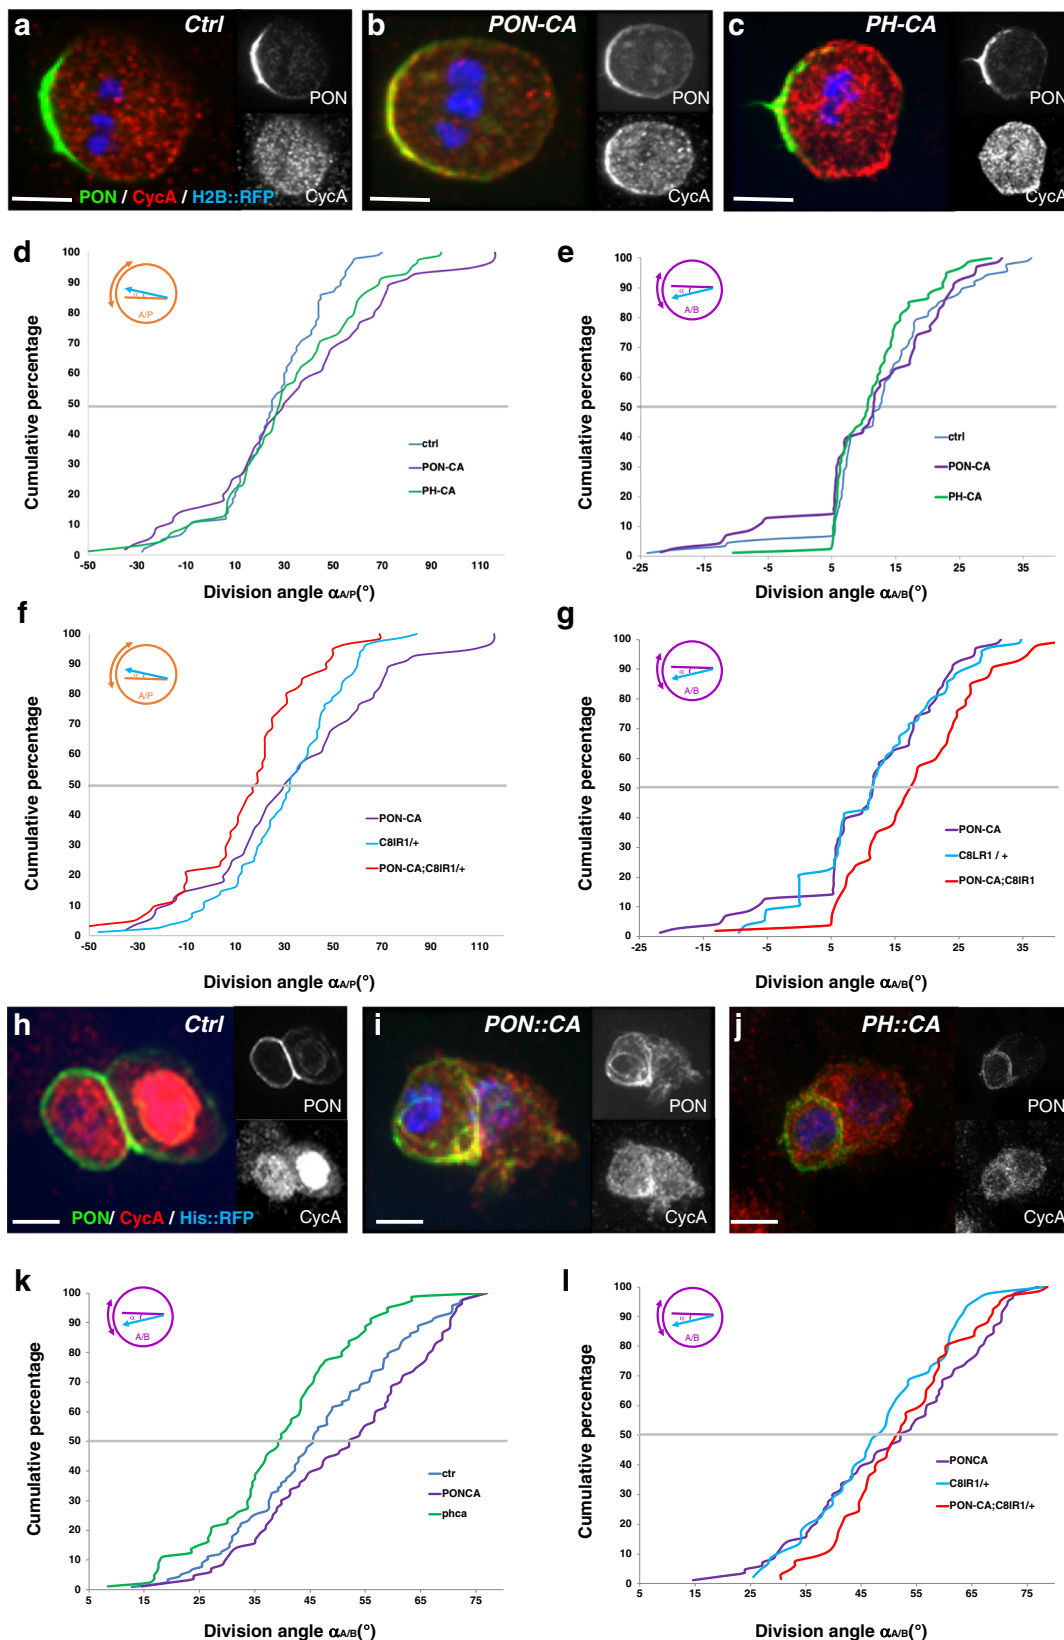 a Ctrl
PON
CycA
PON / CycA / H2B::RFP
b PON-CA
PON
CycA
c PH-CA
PON
CycA
d
100
90
80
70
60
50
40
30
20
10
0
Cumulative percentage
α
A/P
ctrl
PON-CA
PH-CA
-50 -30 -10 10 30 50 70 90 110
Division angle αA/P(°)
e
100
90
80
70
60
50
40
30
20
10
0
Cumulative percentage
α
A/B
ctrl
PON-CA
PH-CA
-25 -15 -5 5 15 25 35
Division angle αA/B(°)
f
100
90
80
70
60
50
40
30
20
10
0
Cumulative percentage
α
A/P
PON-CA
C8IR1/+
PON-CA;C8IR1/+
-50 -30 -10 10 30 50 70 90 110
Division angle αA/P(°)
g
100
90
80
70
60
50
40
30
20
10
0
Cumulative percentage
α
A/B
PON-CA
C8LR1 / +
PON-CA;C8IR1
-25 -15 -5 5 15 25 35
Division angle αA/B(°)
h Ctrl
PON
CycA
PON/ CycA / His::RFP
i PON::CA
PON
CycA
j PH::CA
PON
CycA
k
100
90
80
70
60
50
40
30
20
10
0
Cumulative percentage
α
A/B
ctr
PONCA
phca
5 15 25 35 45 55 65 75
Division angle αA/B(°)
l
100
90
80
70
60
50
40
30
20
10
0
Cumulative percentage
α
A/B
PONCA
C8IR1/+
PON-CA;C8IR1/+
5 15 25 35 45 55 65 75
Division angle αA/B(°)